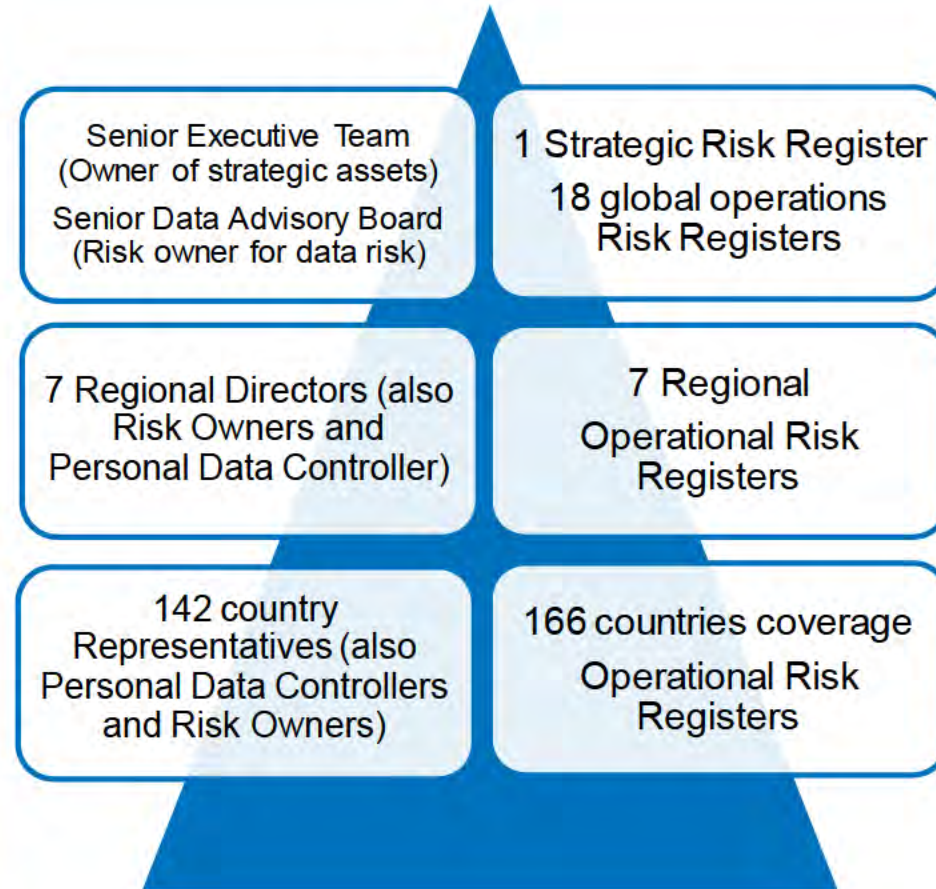 Senior Executive Team
(Owner of strategic assets)
Senior Data Advisory Board
(Risk owner for data risk)
1 Strategic Risk Register
18 global operations
Risk Registers
7 Regional Directors (also
Risk Owners and
Personal Data Controller)
7 Regional
Operational Risk
Registers
142 country
Representatives (also
Personal Data Controllers
and Risk Owners)
166 countries coverage
Operational Risk
Registers